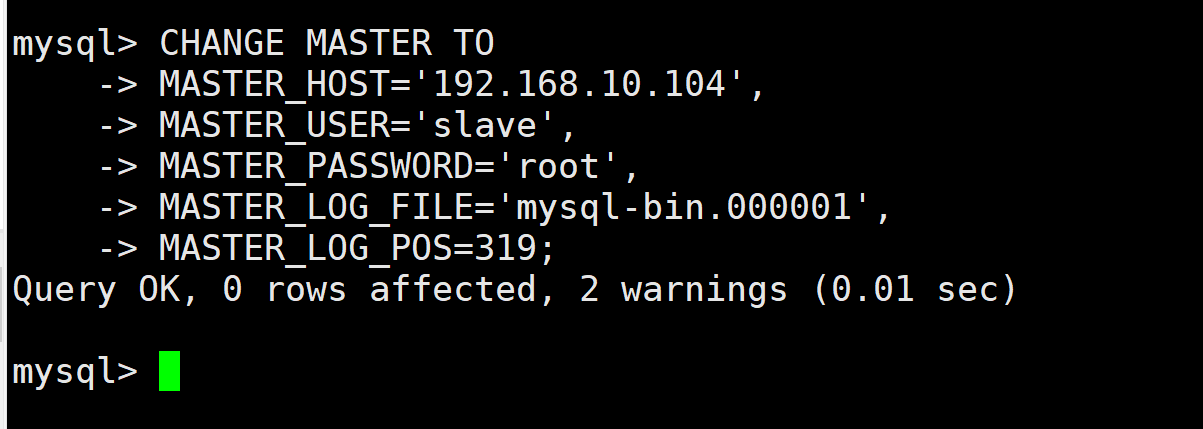 mysql> CHANGE MASTER TO
    -> MASTER_HOST='192.168.10.104',
    -> MASTER_USER='slave',
    -> MASTER_PASSWORD='root',
    -> MASTER_LOG_FILE='mysql-bin.000001',
    -> MASTER_LOG_POS=319;
Query OK, 0 rows affected, 2 warnings (0.01 sec)
mysql>